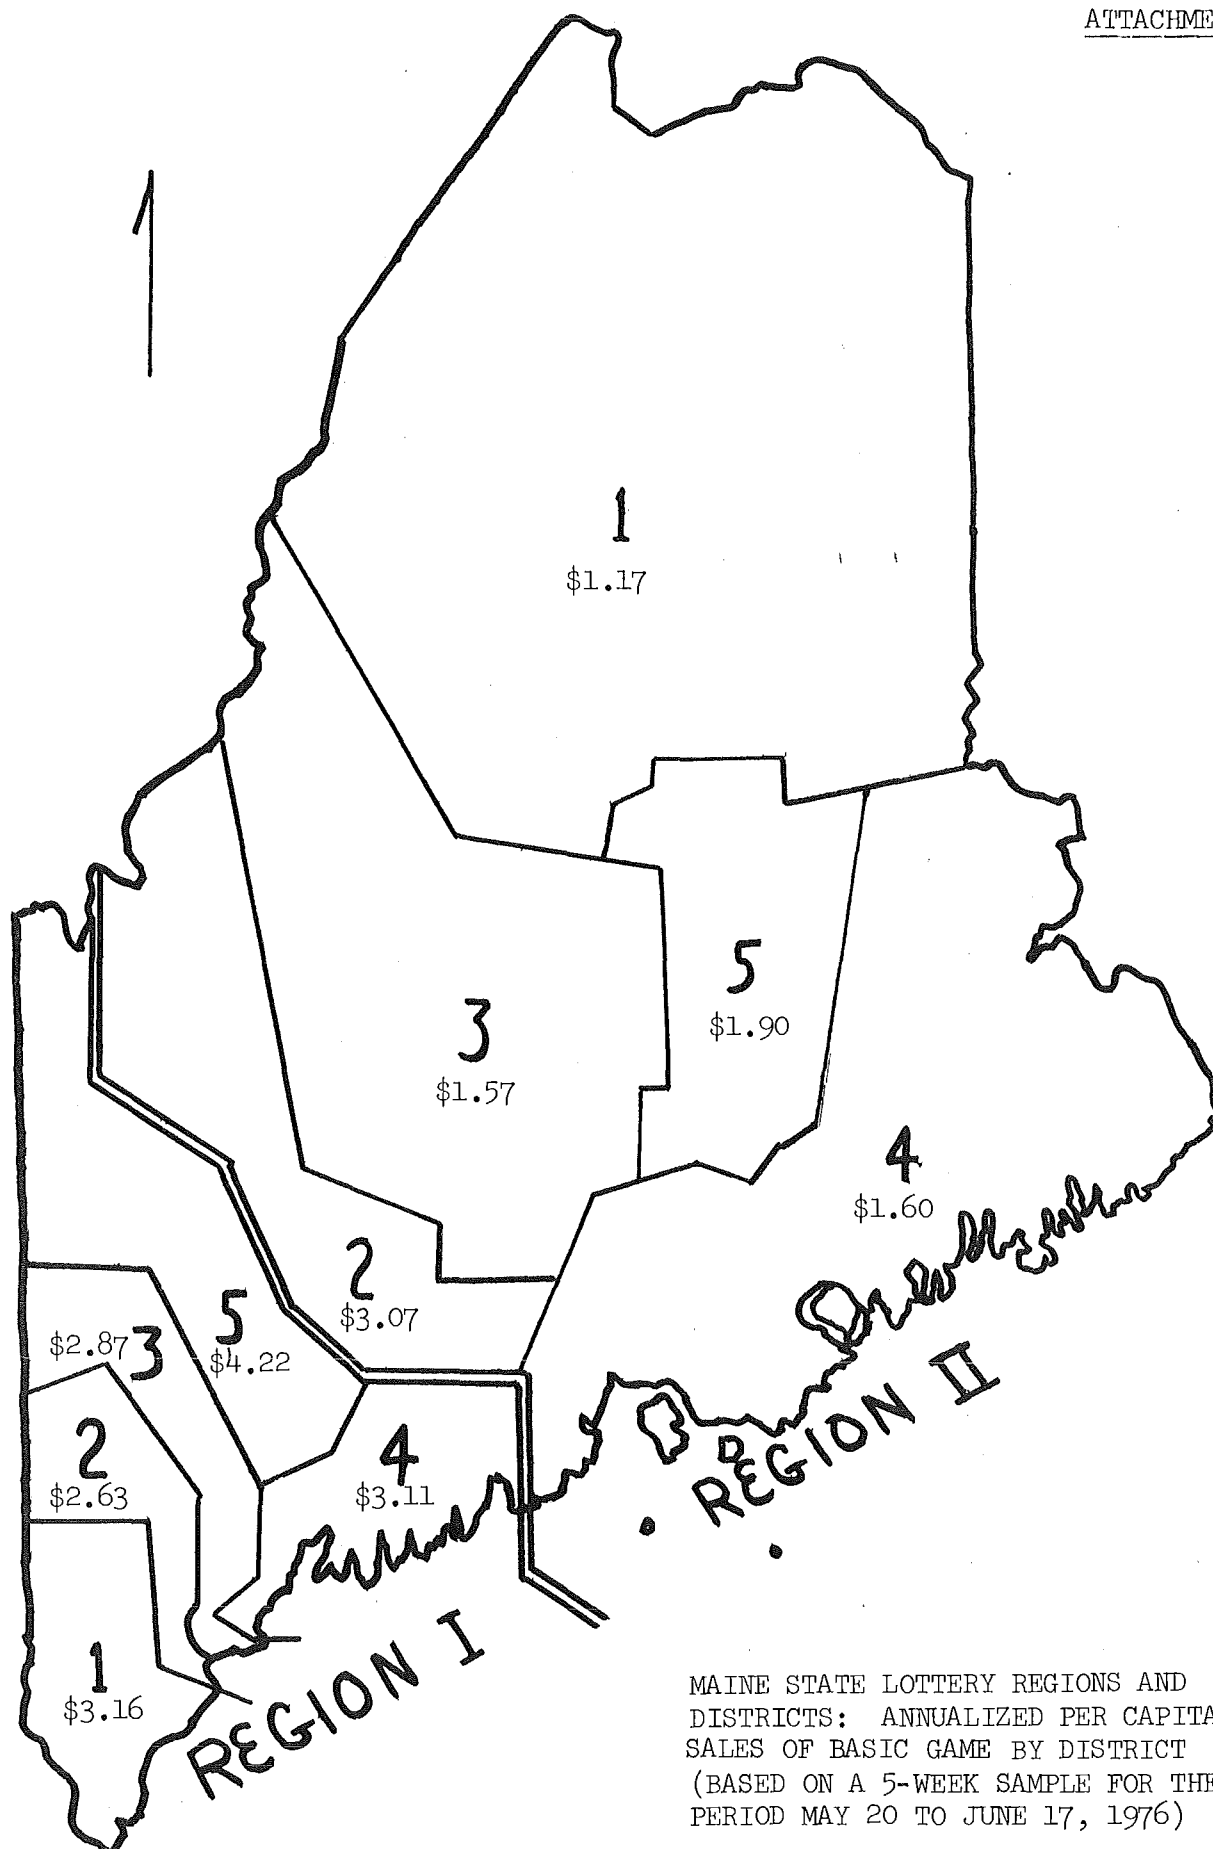 ATTACHME
1
$1.17
5
$1.90
3
$1.57
4
$1.60
2
$3.07
5
$4.22
$2.87 3
2
$2.63
4
$3.11
1
$3.16
REGION II
REGION I
MAINE STATE LOTTERY REGIONS AND
DISTRICTS: ANNUALIZED PER CAPITA
SALES OF BASIC GAME BY DISTRICT
(BASED ON A 5-WEEK SAMPLE FOR THE
PERIOD MAY 20 TO JUNE 17, 1976)